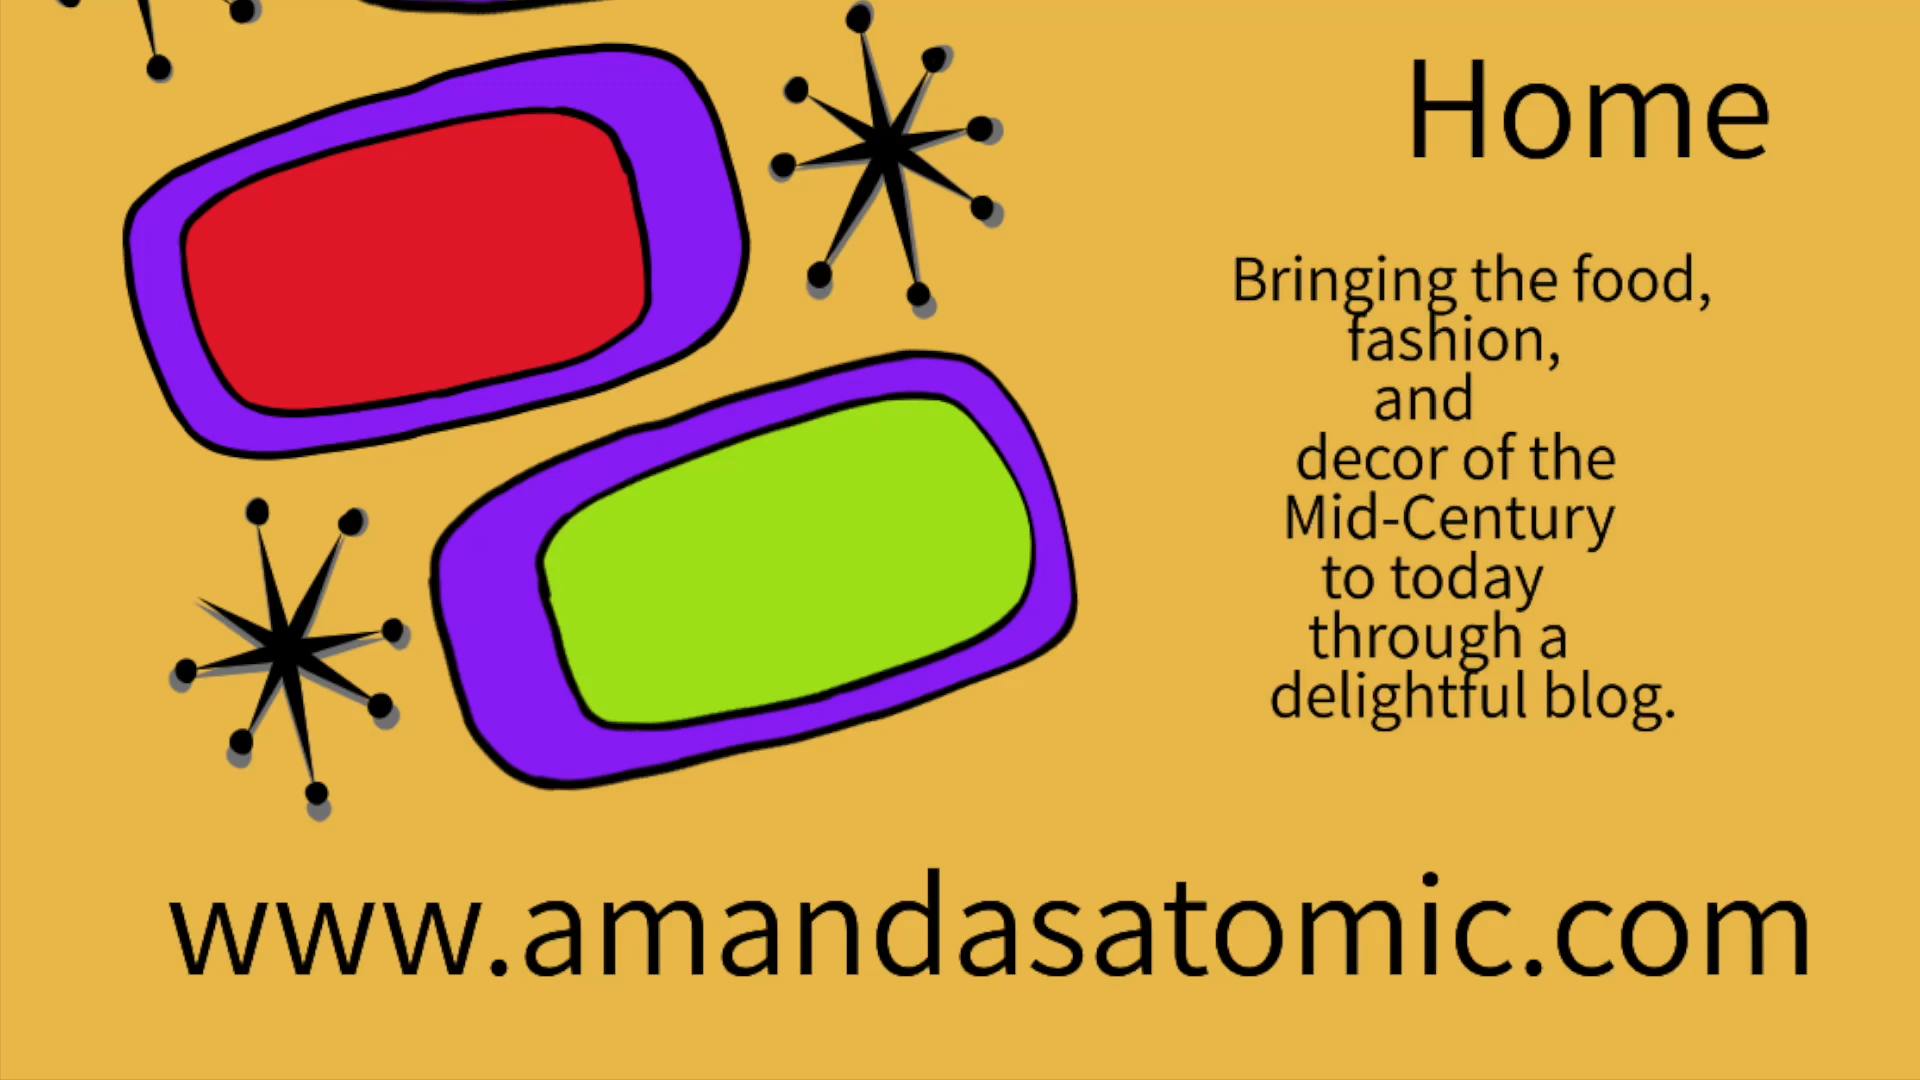 Home
Bringing the food,
fashion,
and
decor of the
Mid-Century
to today
through a
delightful blog.
www.amandasatomic.com